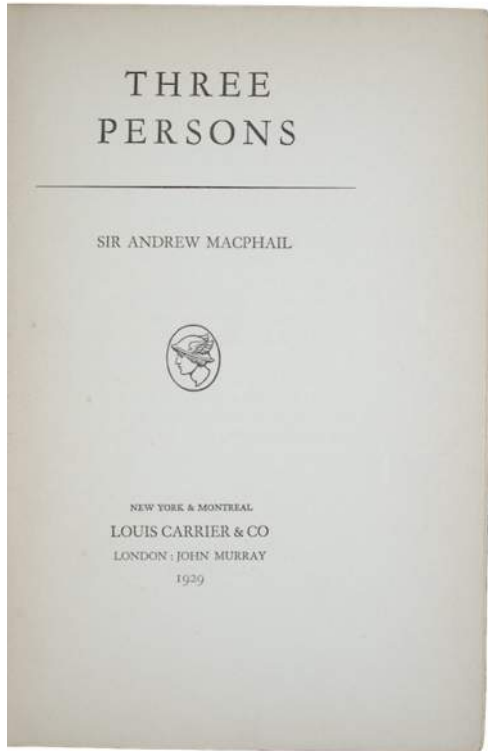 THREE
PERSONS
SIR ANDREW MACPHAIL
NEW YORK & MONTREAL
LOUIS CARRIER & CO
LONDON : JOHN MURRAY
1929